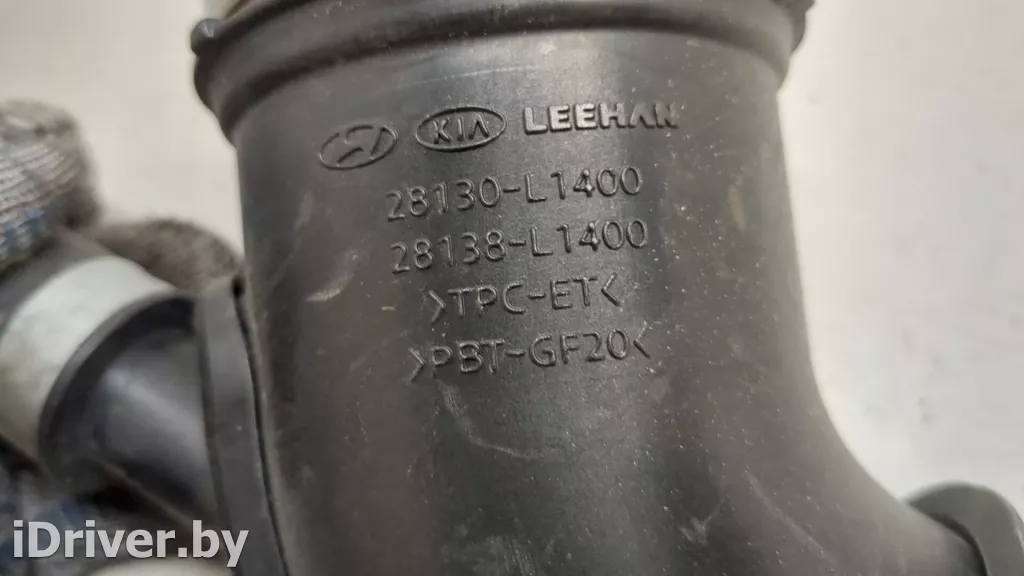 KIA LEEHAN
28130-L1400
28138-L1400
>TPC-ET<
>PBT-GF20<
iDriver.by